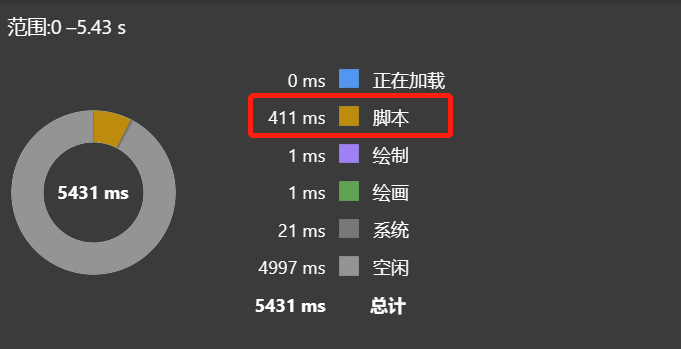 范围:0 –5.43 s
0 ms 正在加载
411 ms 脚本
1 ms 绘制
5431 ms
1 ms 绘画
21 ms 系统
4997 ms 空闲
5431 ms 总计